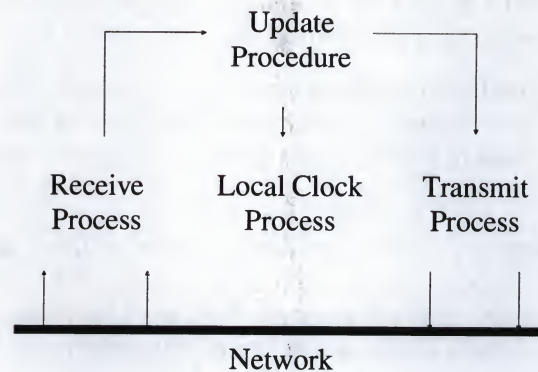 Update
Procedure
Receive
Process
Local Clock
Process
Transmit
Process
Network